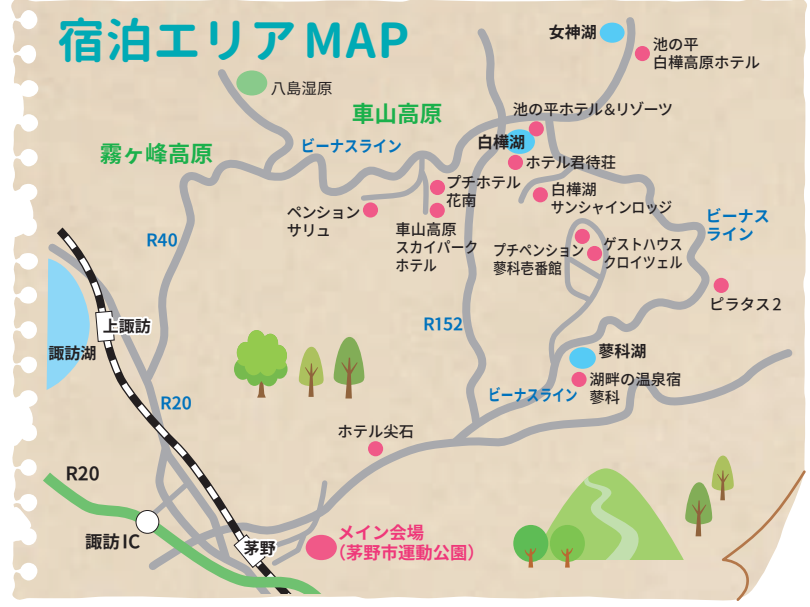 宿泊エリアMAP
女神湖
池の平
白樺高原ホテル
八島湿原
車山高原
池の平ホテル&リゾーツ
霧ヶ峰高原
ビーナスライン
白樺湖
ホテル君待荘
プチホテル
花南
白樺湖
サンシャインロッジ
ペンション
サリュ
車山高原
スカイパーク
ホテル
プチペンション
蓼科壱番館
ゲストハウス
クロイツェル
ビーナス
ライン
R40
ピラタス2
上諏訪
R152
諏訪湖
蓼科湖
湖畔の温泉宿
蓼科
ビーナスライン
R20
ホテル尖石
R20
諏訪IC
茅野
メイン会場
(茅野市運動公園)